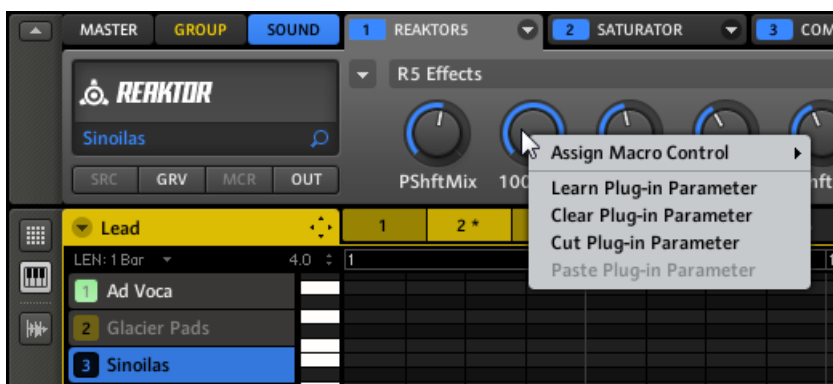 MASTER GROUP SOUND 1 REAKTOR5 2 SATURATOR 3 COM
REAKTOR R5 Effects
Sinoilas
Assign Macro Control
SRC GRV MCR OUT PShftMix 100
Learn Plug-in Parameter
Clear Plug-in Parameter
Lead 1 2 *
Cut Plug-in Parameter
LEN: 1 Bar 4.0 1
Paste Plug-in Parameter
1 Ad Voca
2 Glacier Pads
3 Sinoilas